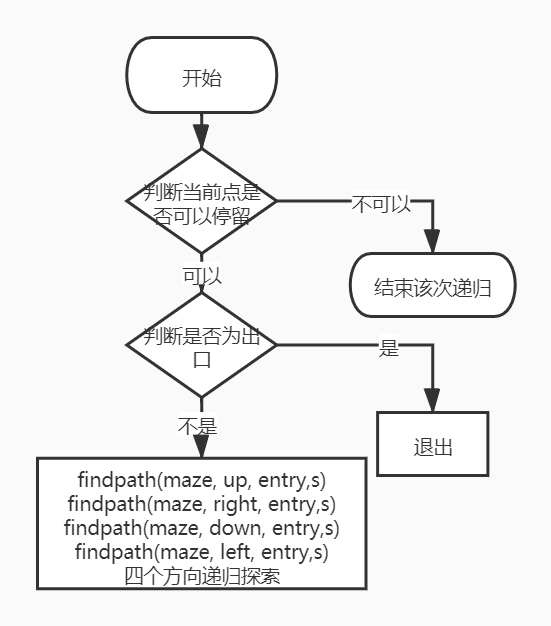 开始
判断当前点是
否可以停留
不可以
可以
结束该次递归
判断是否为出
口
是
不是
退出
findpath(maze, up, entry,s)
findpath(maze, right, entry,s)
findpath(maze, down, entry,s)
findpath(maze, left, entry,s)
四个方向递归探索